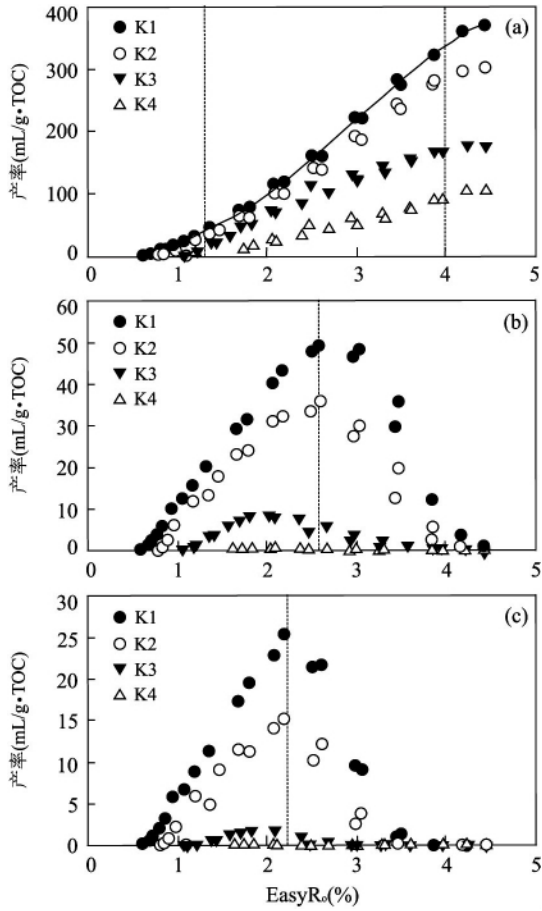 (a)
K1
K2
K3
K4
产率(mL/g•TOC)
400
300
200
100
0
0 1 2 3 4 5
(b)
K1
K2
K3
K4
产率(mL/g•TOC)
60
50
40
30
20
10
0
0 1 2 3 4 5
(c)
K1
K2
K3
K4
产率(mL/g•TOC)
30
25
20
15
10
5
0
0 1 2 3 4 5
EasyRₒ(%)